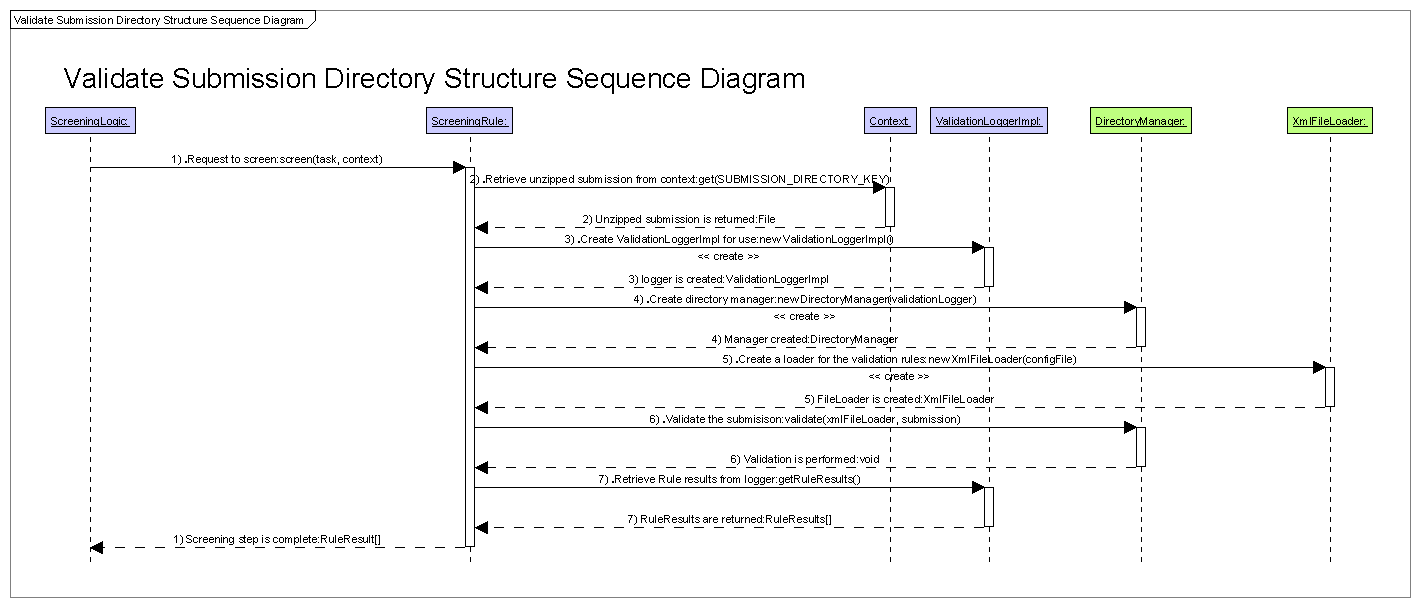 Validate Submission Directory Structure Sequence Diagram
Validate Submission Directory Structure Sequence Diagram
ScreeningLogic:
ScreeningRule:
Context:
ValidationLoggerImpl:
DirectoryManager:
XmlFileLoader:
1) .Request to screen:screen(task, context)
2) .Retrieve unzipped submission from context:get(SUBMISSION_DIRECTORY_KEY)
2) Unzipped submission is returned:File
3) .Create ValidationLoggerImpl for use:new ValidationLoggerImpl()
<< create >>
3) logger is created:ValidationLoggerImpl
4) .Create directory manager:new DirectoryManager(validationLogger)
<< create >>
4) Manager created:DirectoryManager
5) .Create a loader for the validation rules:new XmlFileLoader(configFile)
<< create >>
5) FileLoader is created:XmlFileLoader
6) .Validate the submisison:validate(xmlFileLoader, submission)
6) Validation is performed:void
7) .Retrieve Rule results from logger:getRuleResults()
7) RuleResults are returned:RuleResults[]
1) Screening step is complete:RuleResult[]